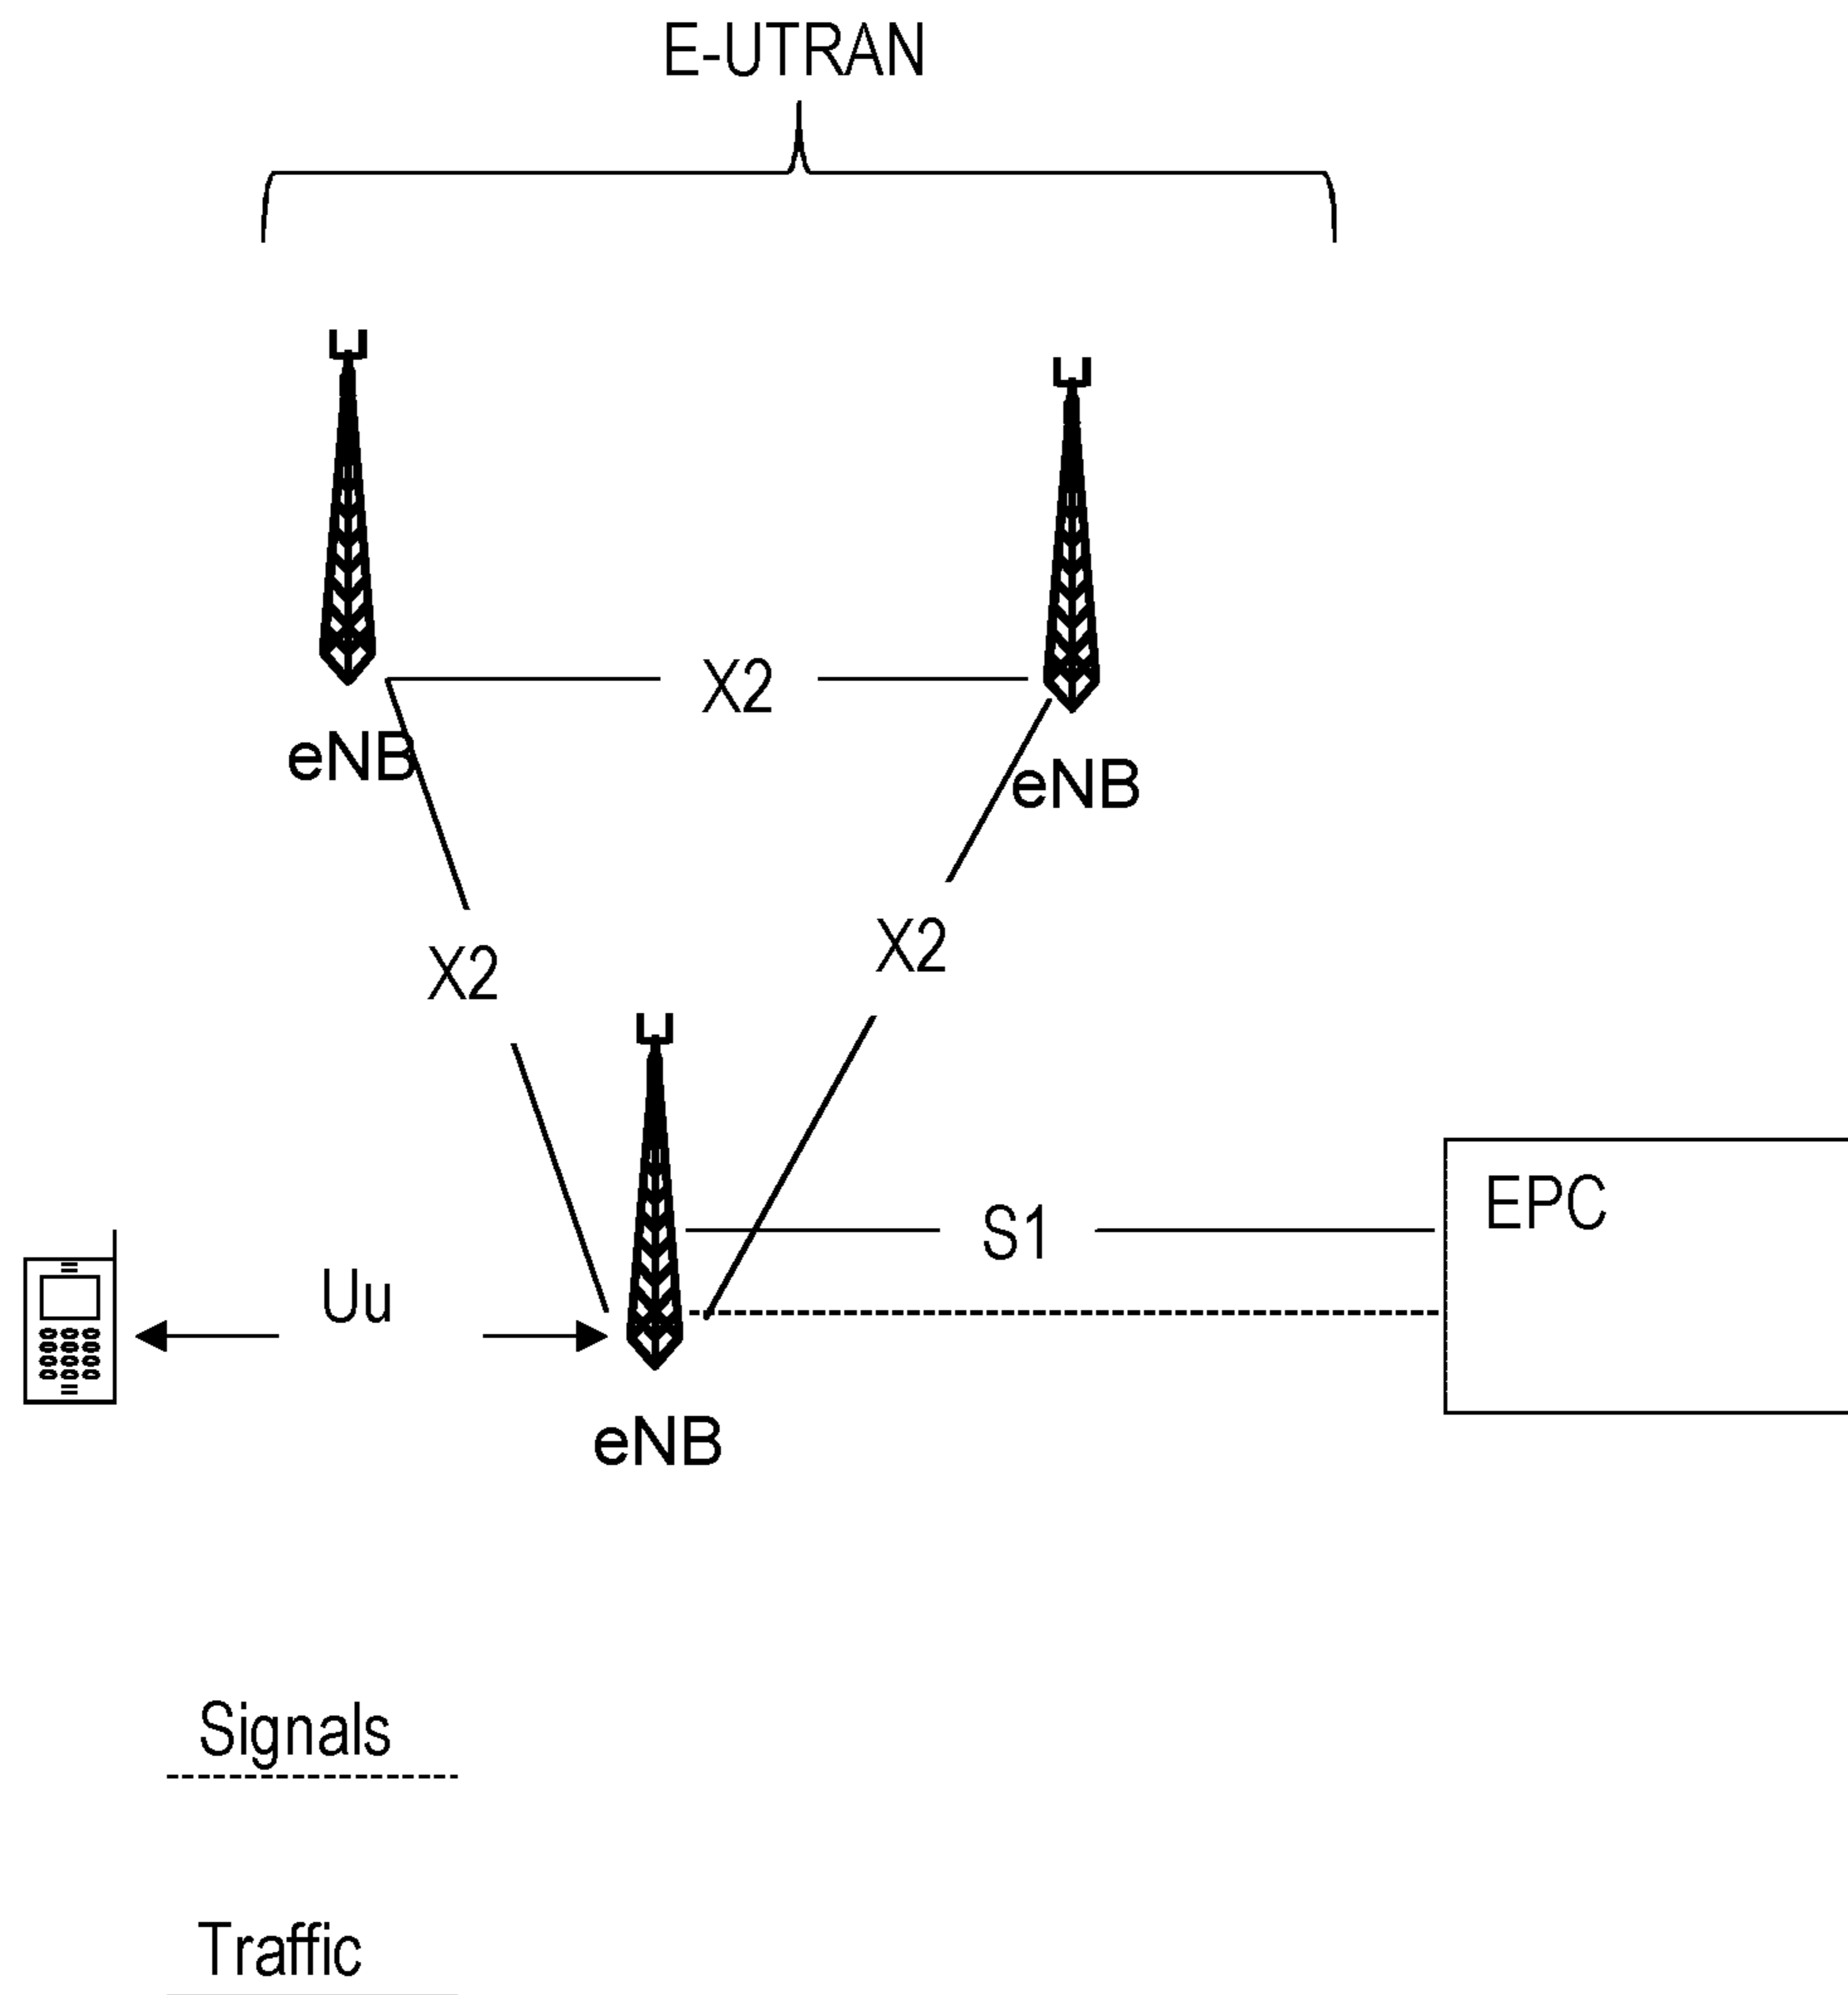 E-UTRAN
X2
eNB
eNB
X2
X2
S1
EPC
Uu
eNB
Signals
Traffic